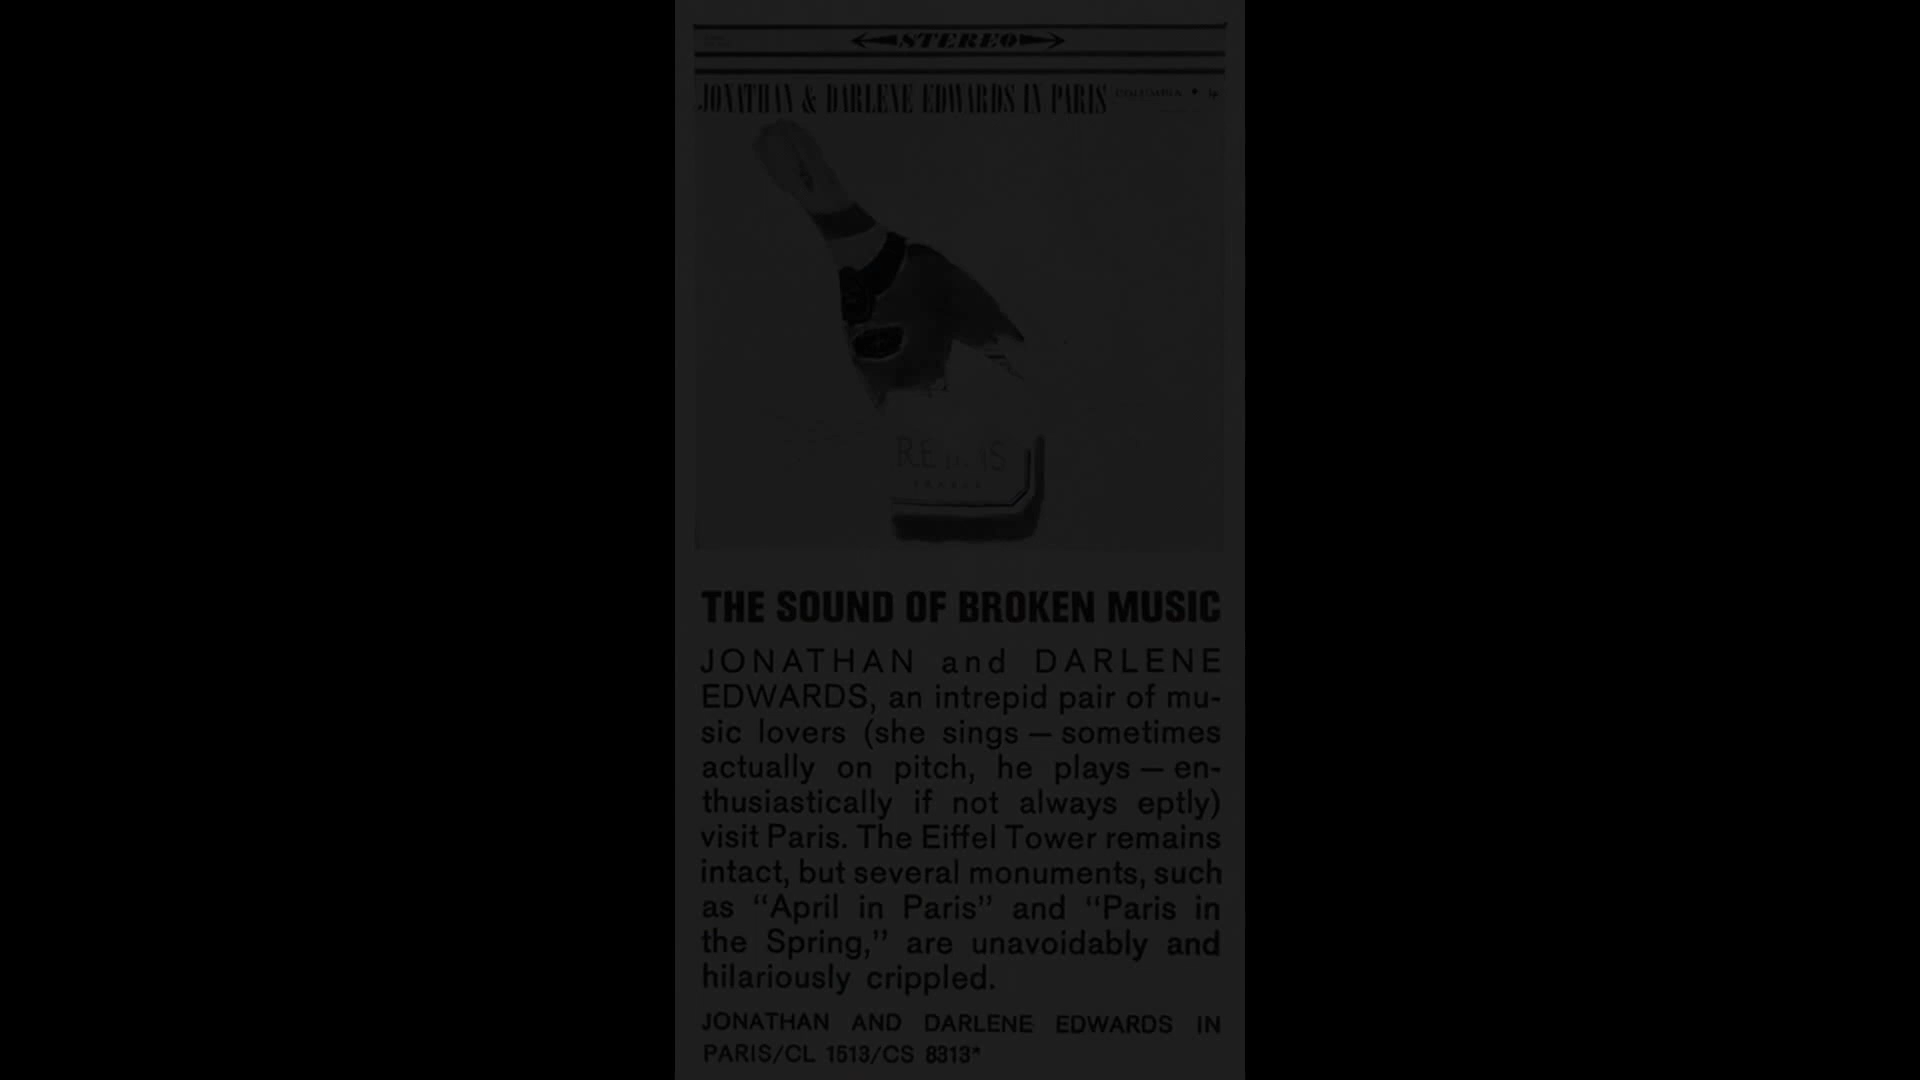 STEREO
JONATHAN & DARLENE EDWARDS IN PARIS COLUMBIA
THE SOUND OF BROKEN MUSIC
JONATHAN and DARLENE
EDWARDS, an intrepid pair of mu-
sic lovers (she sings — sometimes
actually on pitch, he plays — en-
thusiastically if not always eptly)
visit Paris. The Eiffel Tower remains
intact, but several monuments, such
as “April in Paris” and “Paris in
the Spring,” are unavoidably and
hilariously crippled.
JONATHAN AND DARLENE EDWARDS IN
PARIS/CL 1513/CS 8313*